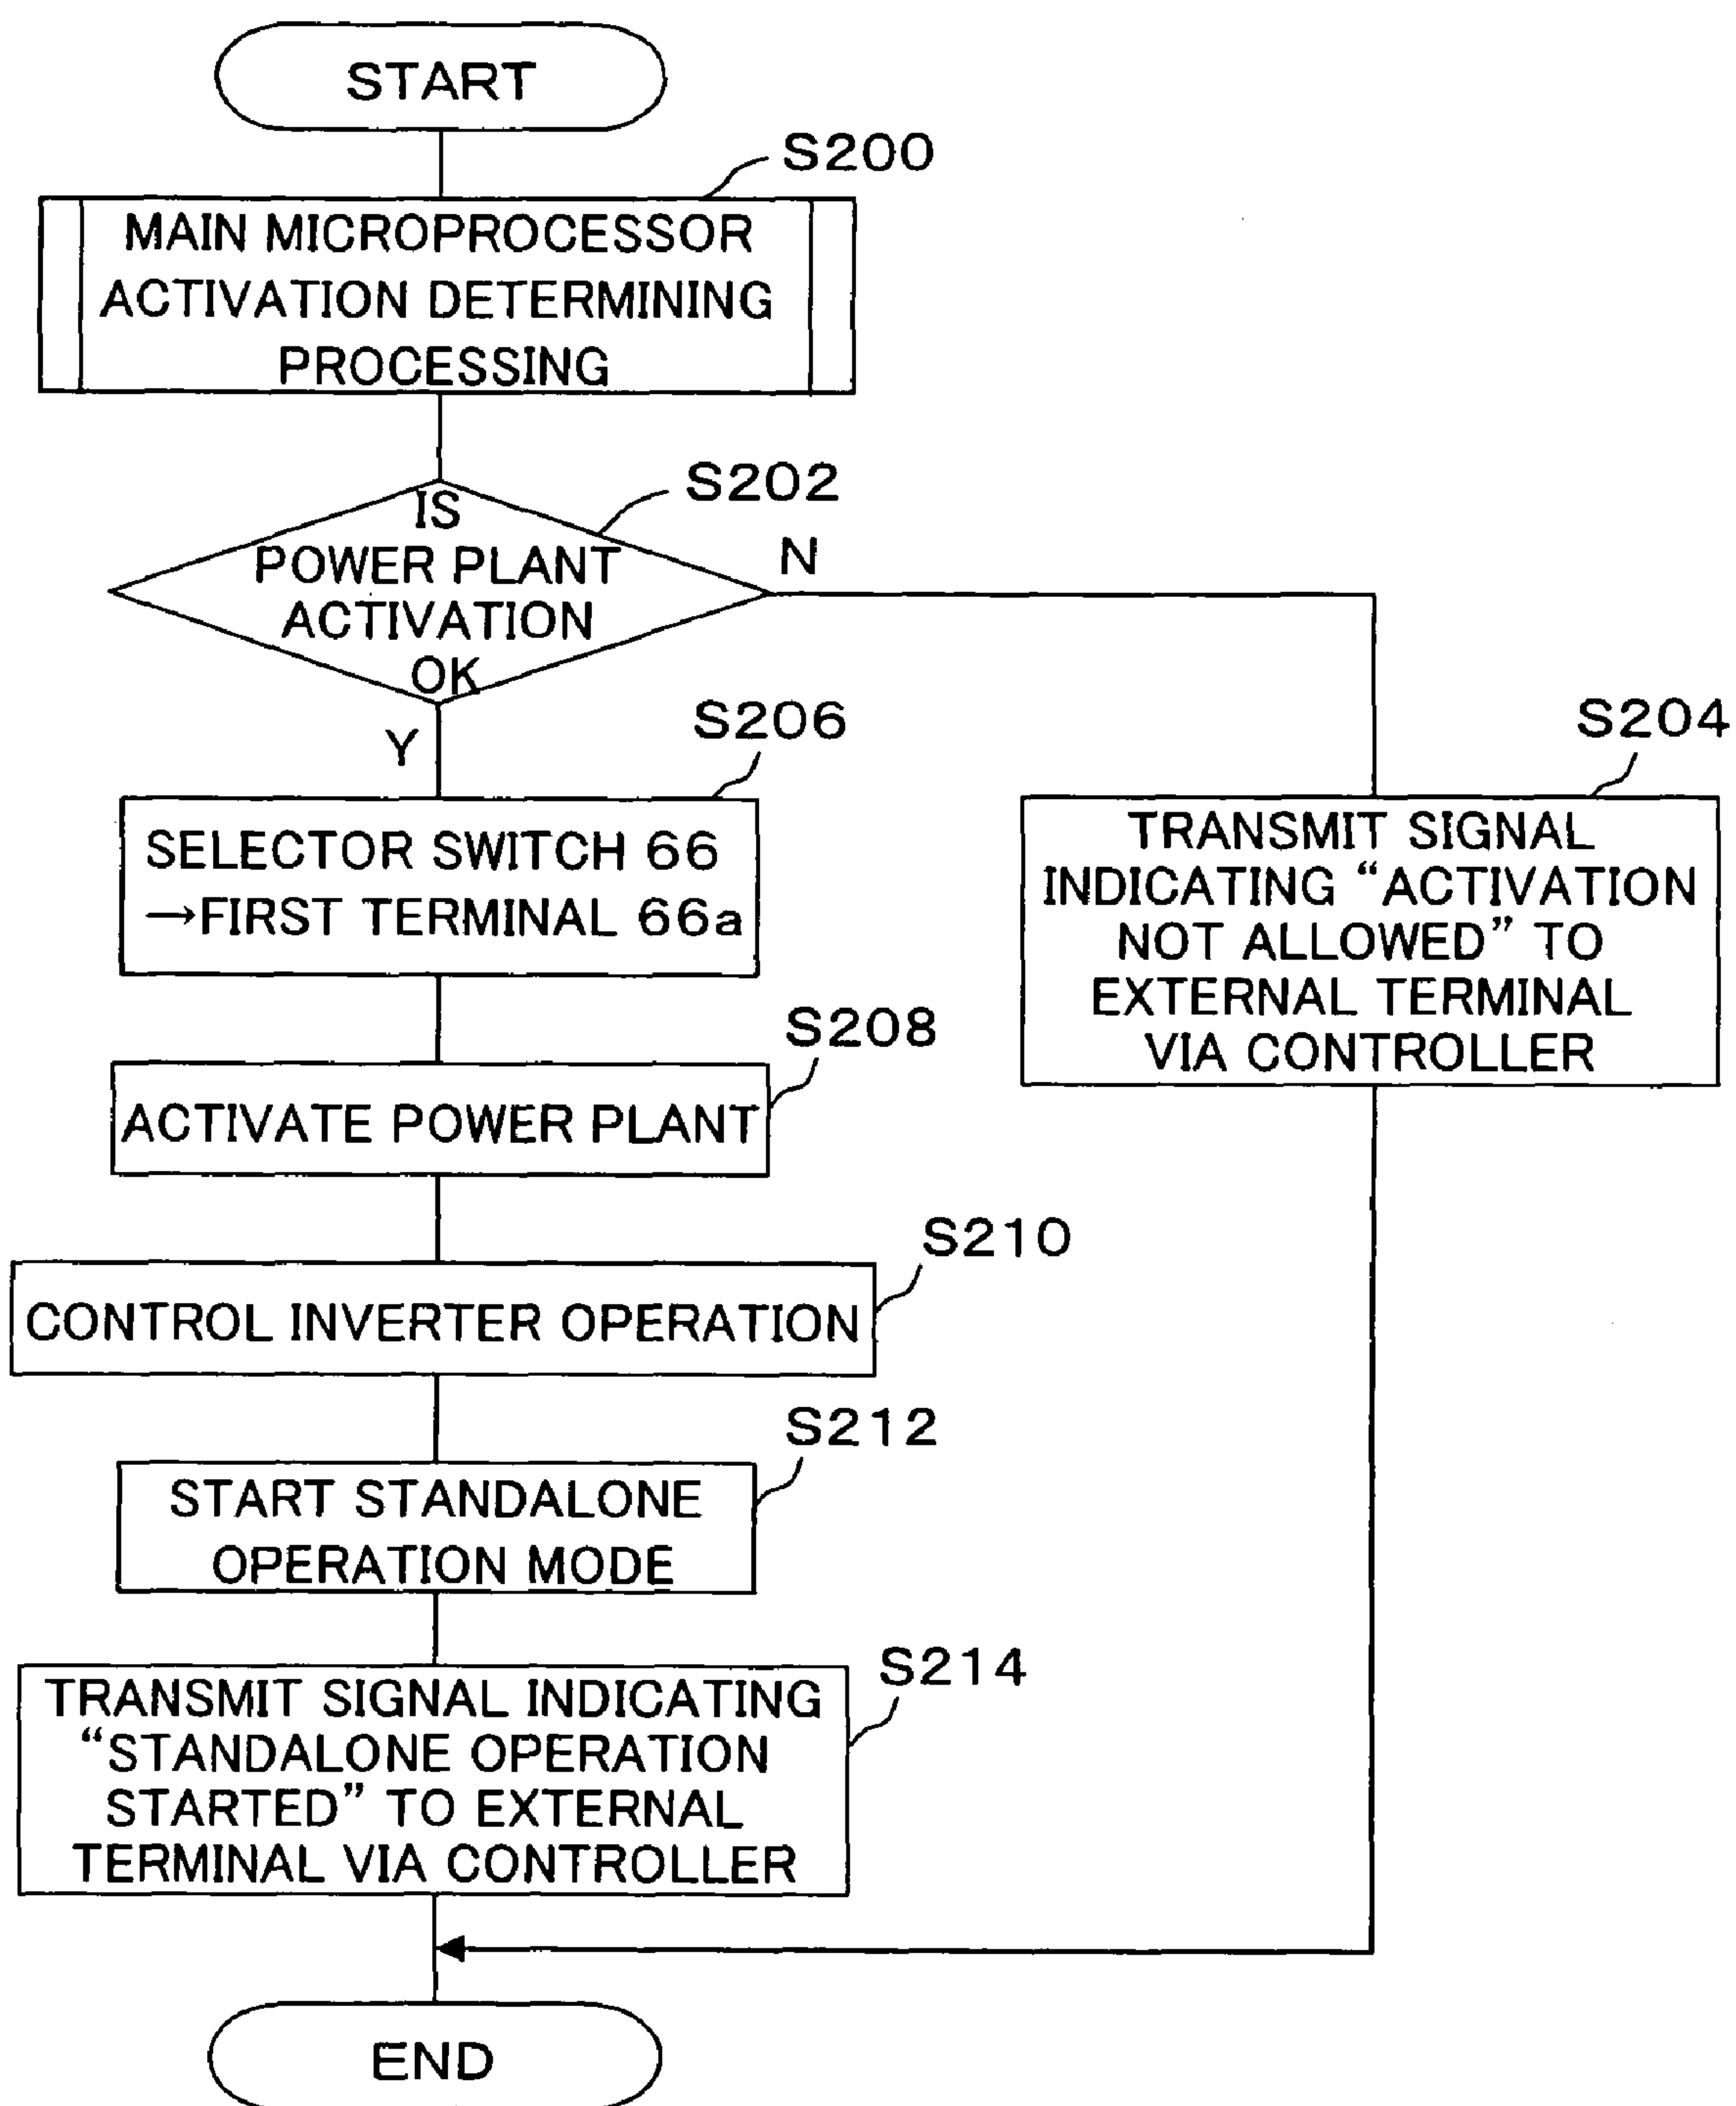 START
S200
MAIN MICROPROCESSOR
ACTIVATION DETERMINING
PROCESSING
S202
IS
POWER PLANT
ACTIVATION
OK
N
Y
S204
TRANSMIT SIGNAL
INDICATING “ACTIVATION
NOT ALLOWED” TO
EXTERNAL TERMINAL
VIA CONTROLLER
S206
SELECTOR SWITCH 66
→FIRST TERMINAL 66a
S208
ACTIVATE POWER PLANT
S210
CONTROL INVERTER OPERATION
S212
START STANDALONE
OPERATION MODE
S214
TRANSMIT SIGNAL INDICATING
“STANDALONE OPERATION
STARTED” TO EXTERNAL
TERMINAL VIA CONTROLLER
END